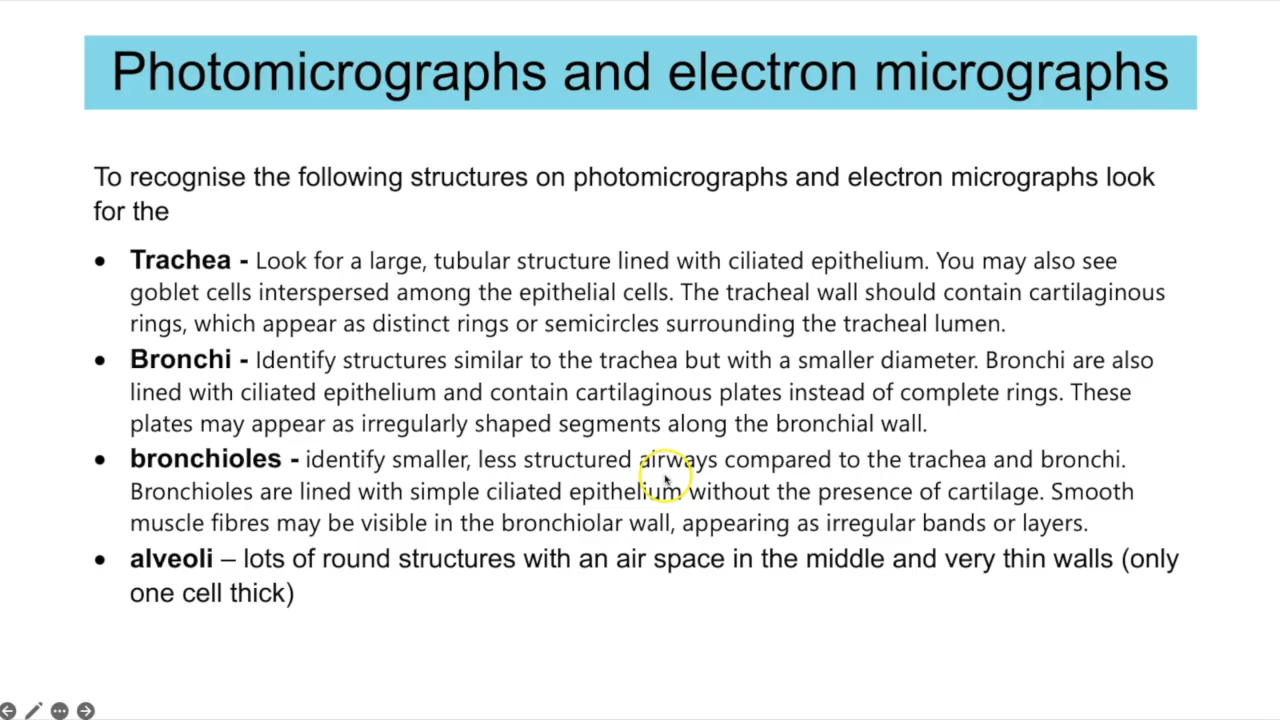 Photomicrographs and electron micrographs
To recognise the following structures on photomicrographs and electron micrographs look
for the
• Trachea - Look for a large, tubular structure lined with ciliated epithelium. You may also see
goblet cells interspersed among the epithelial cells. The tracheal wall should contain cartilaginous
rings, which appear as distinct rings or semicircles surrounding the tracheal lumen.
• Bronchi - Identify structures similar to the trachea but with a smaller diameter. Bronchi are also
lined with ciliated epithelium and contain cartilaginous plates instead of complete rings. These
plates may appear as irregularly shaped segments along the bronchial wall.
• bronchioles - identify smaller, less structured airways compared to the trachea and bronchi.
Bronchioles are lined with simple ciliated epithelium without the presence of cartilage. Smooth
muscle fibres may be visible in the bronchiolar wall, appearing as irregular bands or layers.
• alveoli – lots of round structures with an air space in the middle and very thin walls (only
one cell thick)